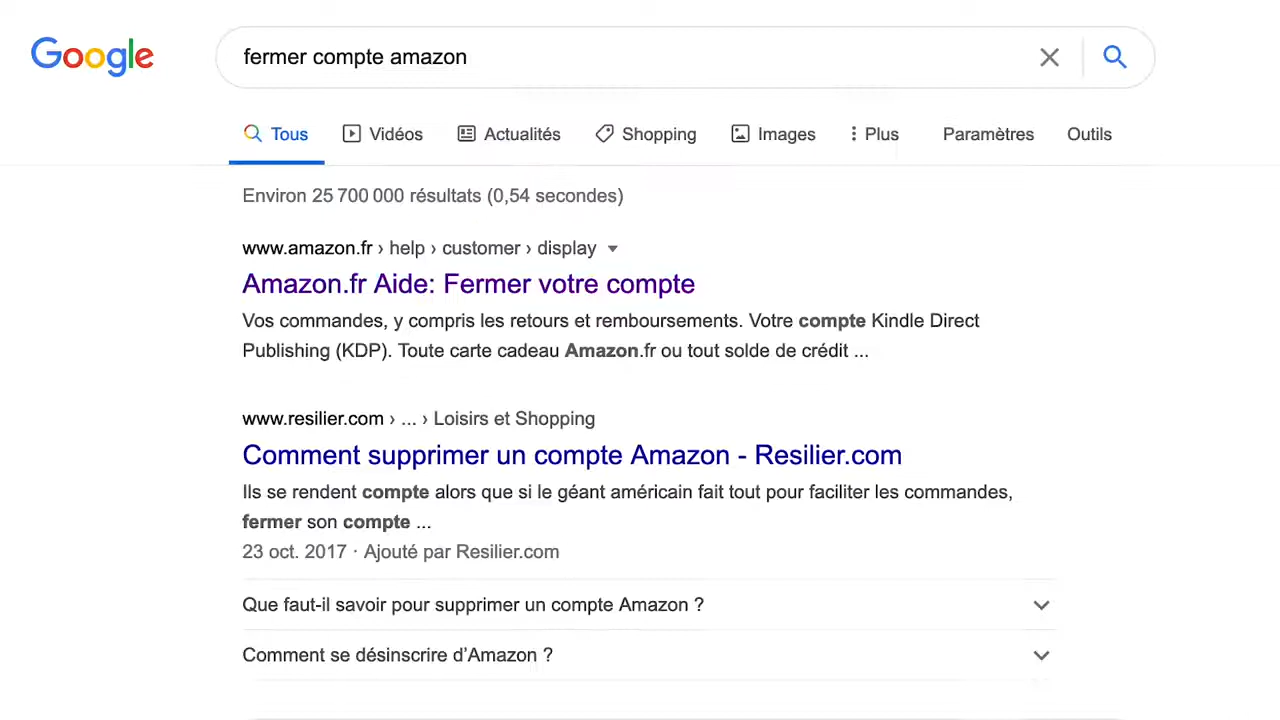 Google
fermer compte amazon
Tous Vidéos Actualités Shopping Images Plus Paramètres Outils
Environ 25 700 000 résultats (0,54 secondes)
www.amazon.fr › help › customer › display
Amazon.fr Aide: Fermer votre compte
Vos commandes, y compris les retours et remboursements. Votre compte Kindle Direct
Publishing (KDP). Toute carte cadeau Amazon.fr ou tout solde de crédit ...
www.resilier.com › ... › Loisirs et Shopping
Comment supprimer un compte Amazon - Resilier.com
Ils se rendent compte alors que si le géant américain fait tout pour faciliter les commandes,
fermer son compte ...
23 oct. 2017 · Ajouté par Resilier.com
Que faut-il savoir pour supprimer un compte Amazon ?
Comment se désinscrire d’Amazon ?